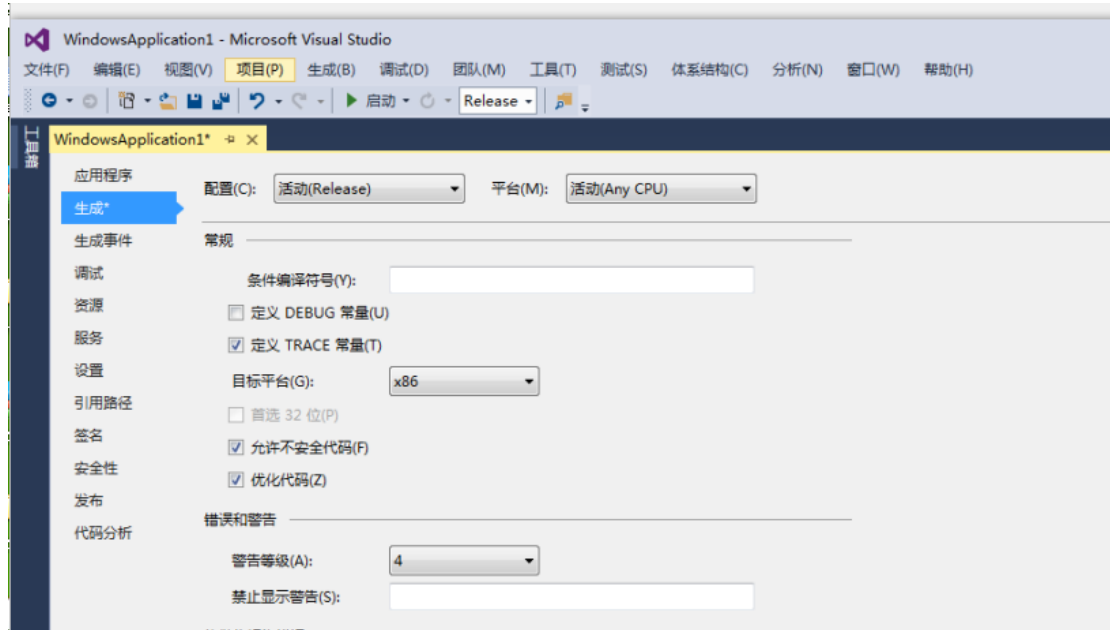 WindowsApplication1 - Microsoft Visual Studio
文件(F) 编辑(E) 视图(V) 项目(P) 生成(B) 调试(D) 团队(M) 工具(T) 测试(S) 体系结构(C) 分析(N) 窗口(W) 帮助(H)
启动 Release
工具箱
WindowsApplication1*
应用程序
生成*
生成事件
调试
资源
服务
设置
引用路径
签名
安全性
发布
代码分析
配置(C): 活动(Release) 平台(M): 活动(Any CPU)
常规
条件编译符号(Y):
定义 DEBUG 常量(U)
定义 TRACE 常量(T)
目标平台(G): x86
首选 32 位(P)
允许不安全代码(F)
优化代码(Z)
错误和警告
警告等级(A): 4
禁止显示警告(S):